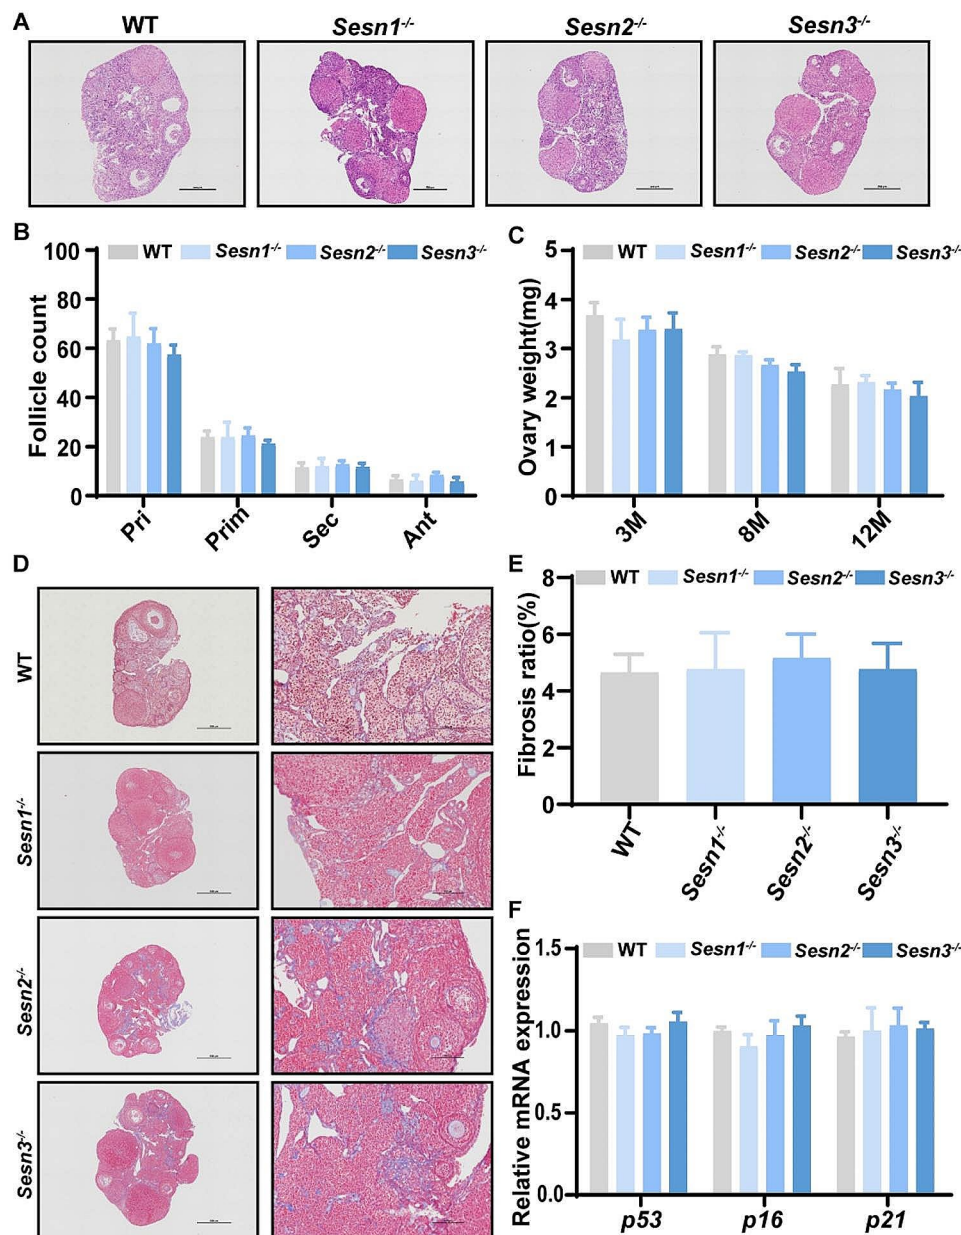 A
WT
Sesn1-/-
Sesn2-/-
Sesn3-/-
B
WT Sesn1-/- Sesn2-/- Sesn3-/-
Follicle count
100
80
60
40
20
0
Pri
Prim
Sec
Ant
C
WT Sesn1-/- Sesn2-/- Sesn3-/-
Ovary weight(mg)
5
4
3
2
1
0
3M
8M
12M
D
WT
Sesn1-/-
Sesn2-/-
Sesn3-/-
E
WT Sesn1-/- Sesn2-/- Sesn3-/-
Fibrosis ratio(%)
8
6
4
2
0
WT
Sesn1-/-
Sesn2-/-
Sesn3-/-
F
WT Sesn1-/- Sesn2-/- Sesn3-/-
Relative mRNA expression
1.5
1.0
0.5
0.0
p53
p16
p21